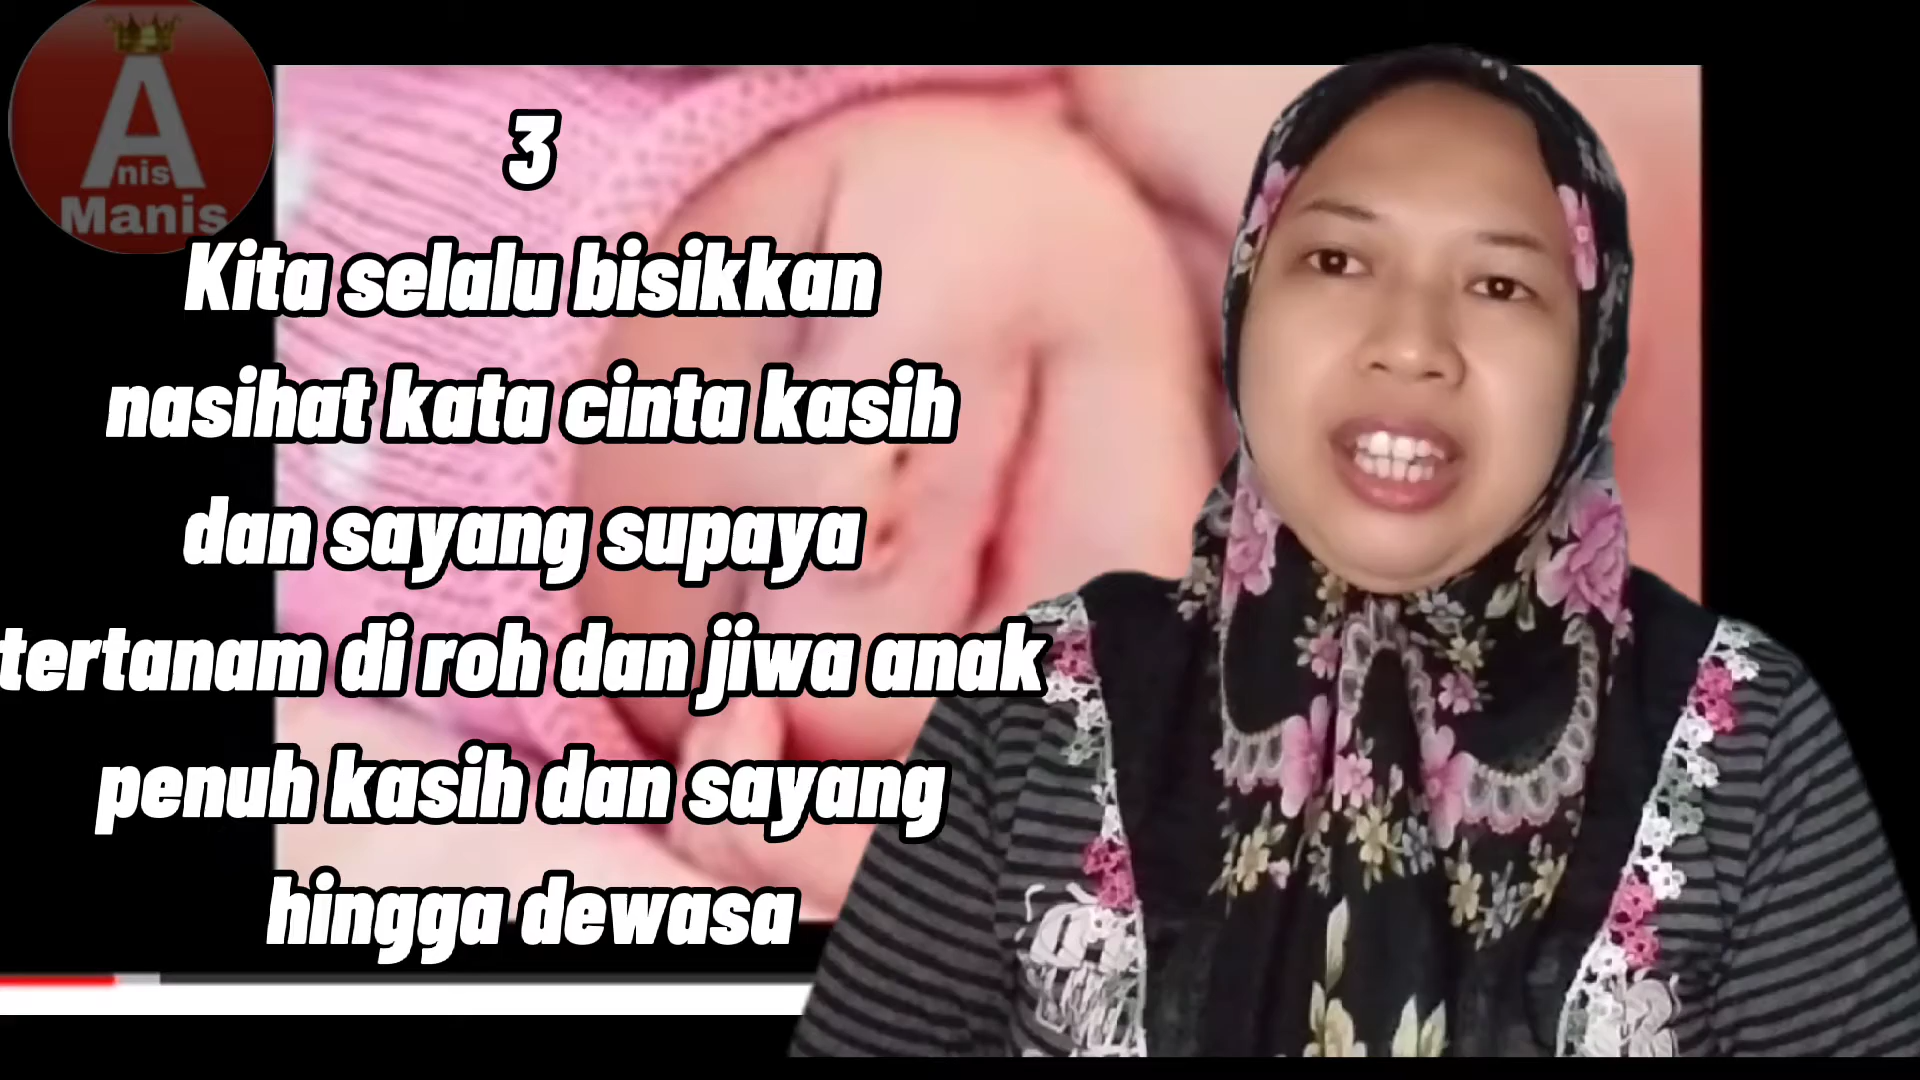 Anis
Manis
3
Kita selalu bisikkan
nasihat kata cinta kasih
dan sayang supaya
tertanam di roh dan jiwa anak
penuh kasih dan sayang
hingga dewasa